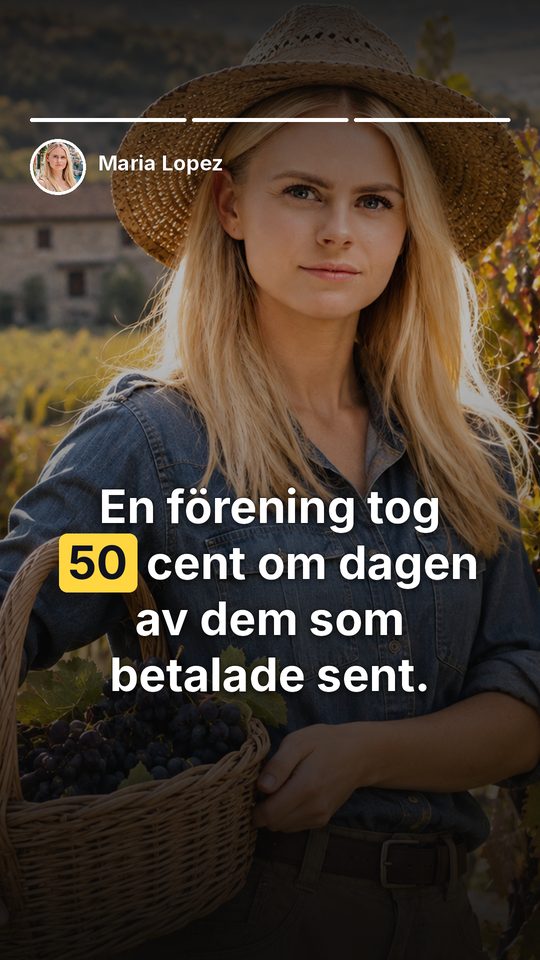 Maria Lopez
En förening tog
50 cent om dagen
av dem som
betalade sent.